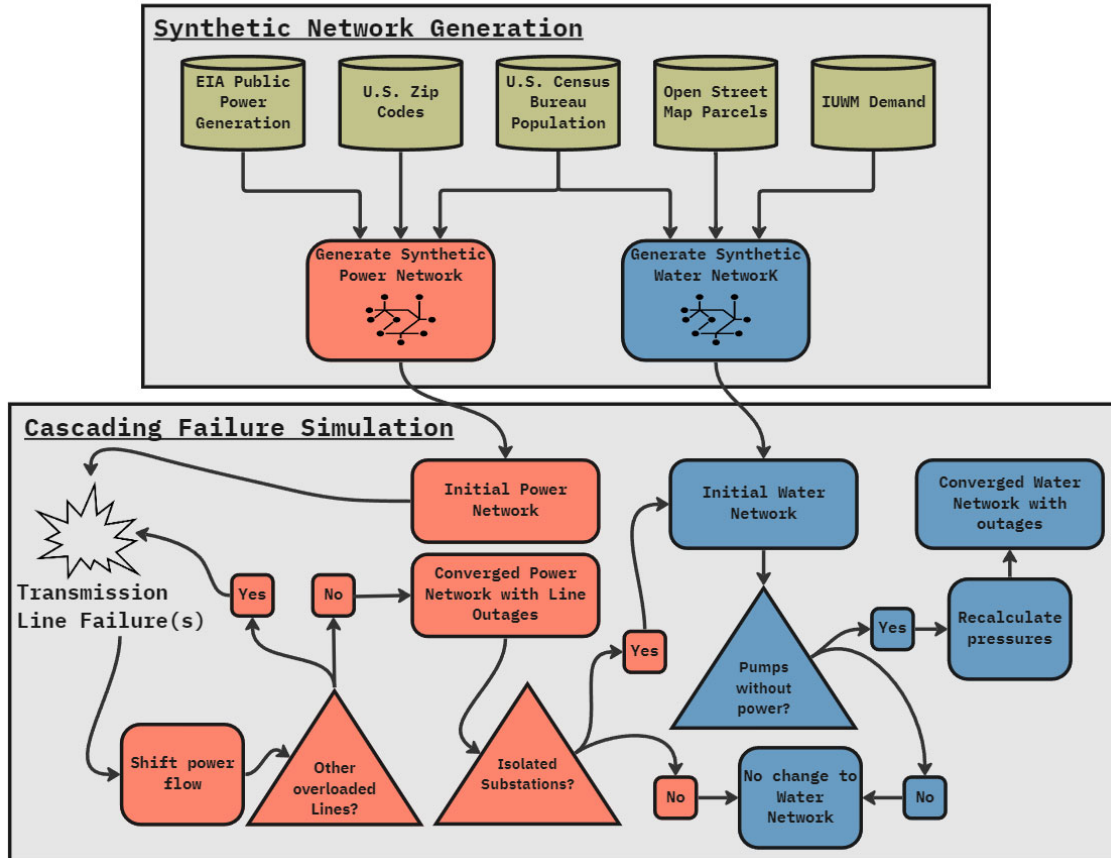 Synthetic Network Generation
EIA Public
Power
Generation
U.S. Zip
Codes
U.S. Census
Bureau
Population
Open Street
Map Parcels
IUWM Demand
Generate Synthetic
Power Network
Generate Synthetic
Water NetworK
Cascading Failure Simulation
Initial Power
Network
Initial Water
Network
Converged Water
Network with
outages
Transmission
Line Failure(s)
Yes
No
Converged Power
Network with Line
Outages
Yes
Pumps
without
power?
Yes
Recalculate
pressures
Shift power
flow
Other
overloaded
Lines?
Isolated
Substations?
No
No change to
Water
Network
No